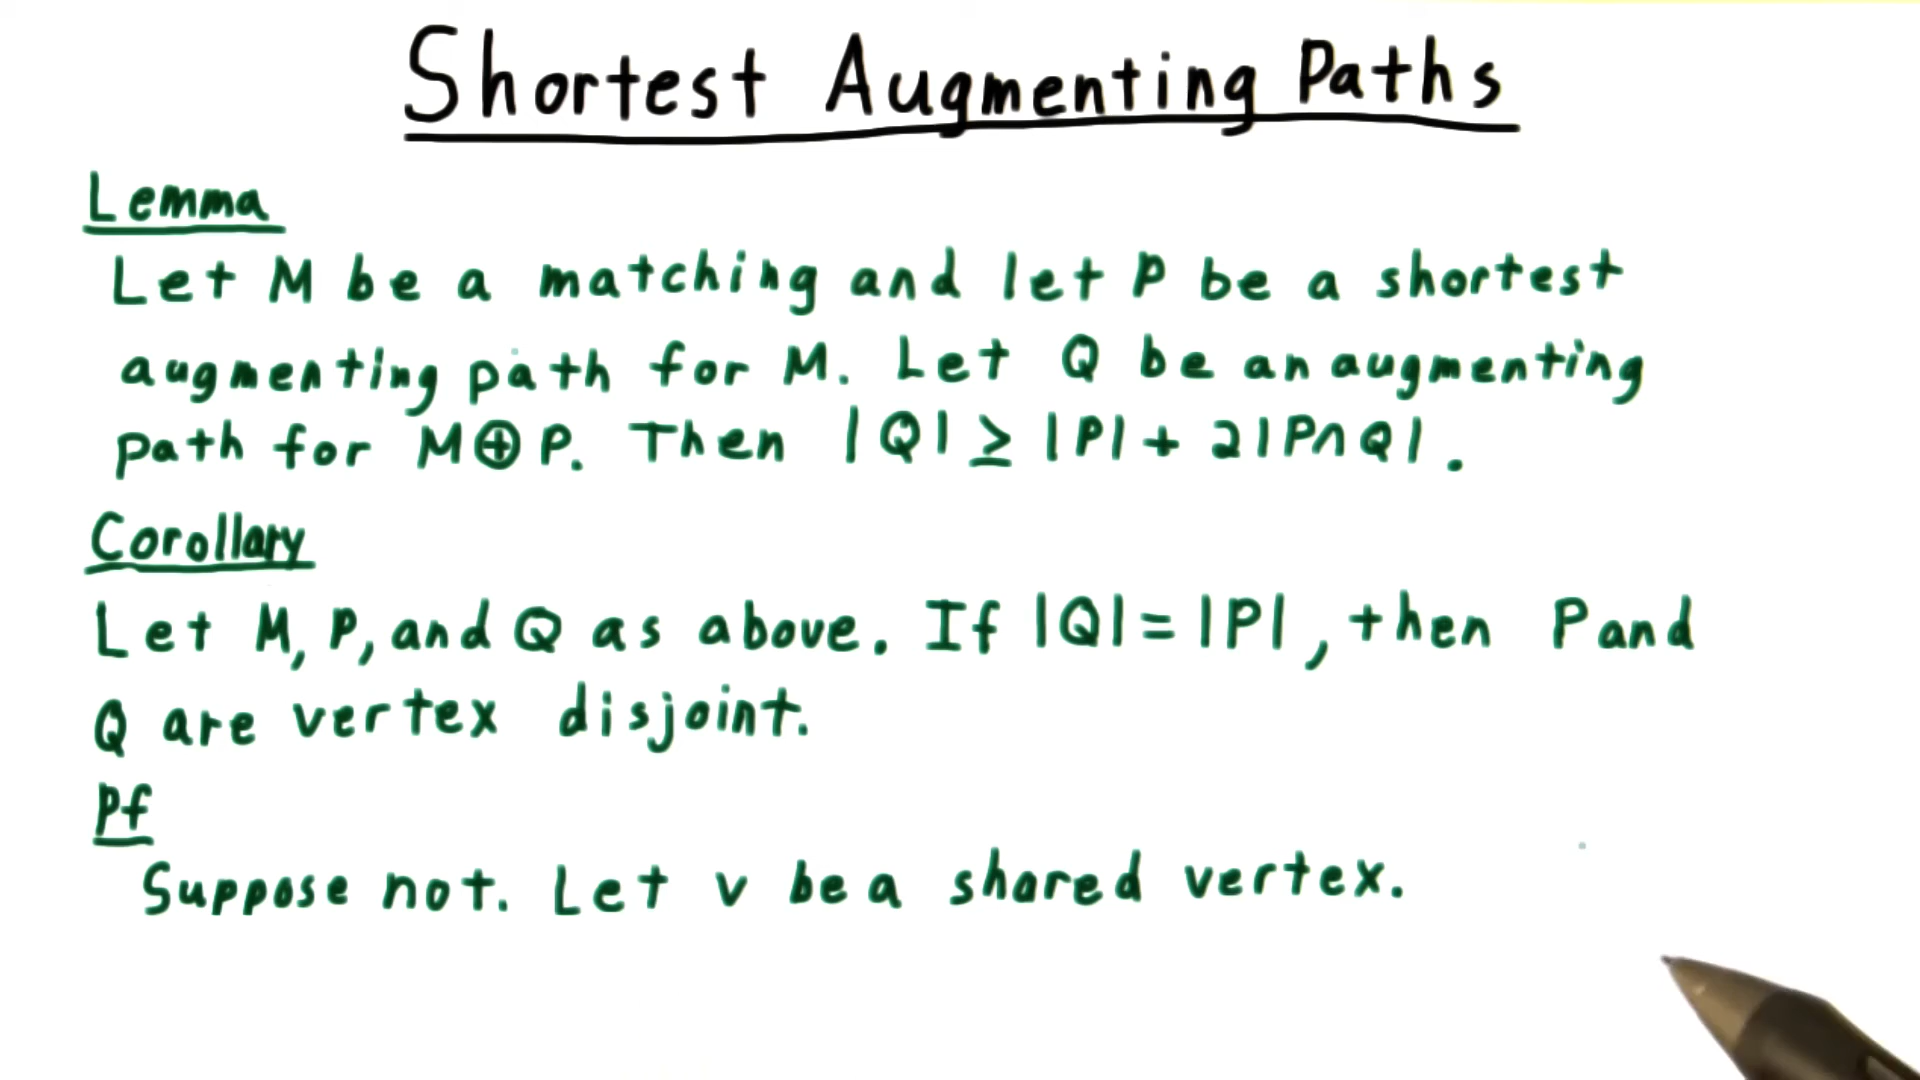 Shortest Augmenting Paths
Lemma
Let M be a matching and let P be a shortest
augmenting path for M. Let Q be an augmenting
path for M⊕P. Then |Q| ≥ |P| + 2|P∩Q|.
Corollary
Let M, P, and Q as above. If |Q| = |P|, then P and
Q are vertex disjoint.
Pf
Suppose not. Let v be a shared vertex.